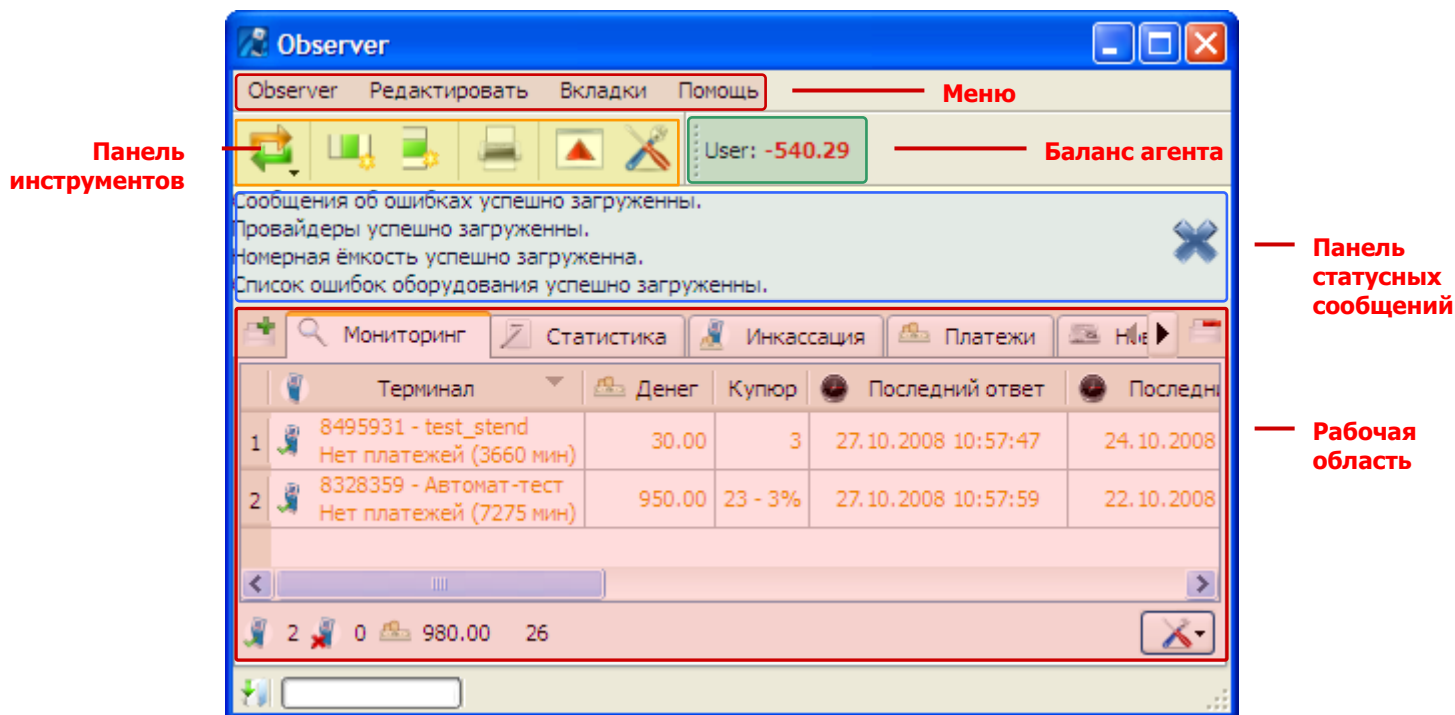 Observer
Observer Редактировать Вкладки Помощь
Меню
Панель
инструментов
User: -540.29
Баланс агента
Сообщения об ошибках успешно загруженны.
Провайдеры успешно загруженны.
Номерная ёмкость успешно загруженна.
Список ошибок оборудования успешно загруженны.
Панель
статусных
сообщений
Мониторинг Статистика Инкассация Платежи
Терминал Денег Купюр Последний ответ Последн
1 8495931 - test_stend 30.00 3 27.10.2008 10:57:47 24.10.2008
Нет платежей (3660 мин)
2 8328359 - Автомат-тест 950.00 23 - 3% 27.10.2008 10:57:59 22.10.2008
Нет платежей (7275 мин)
Рабочая
область
2 0 980.00 26